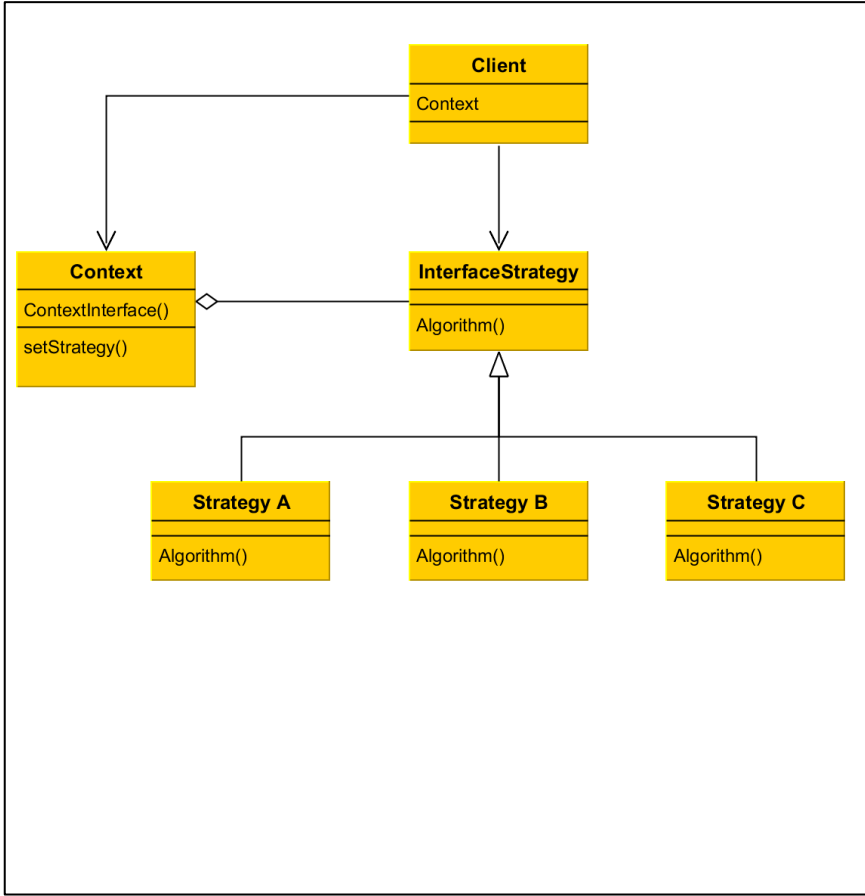 Client
Context
Context
ContextInterface()
setStrategy()
InterfaceStrategy
Algorithm()
Strategy A
Algorithm()
Strategy B
Algorithm()
Strategy C
Algorithm()